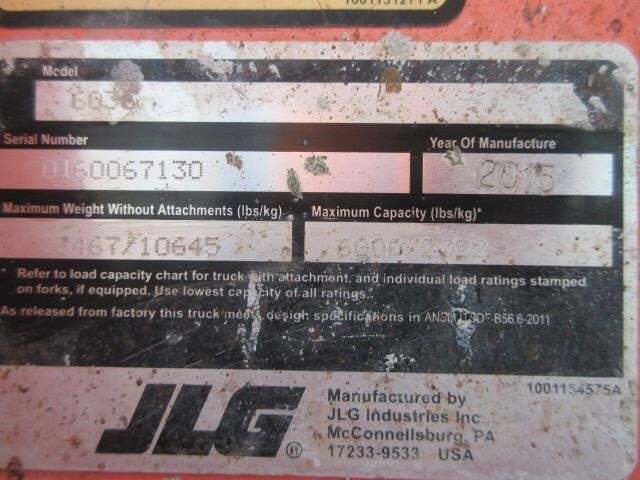 1001131271 A
Model
6036
Serial Number
Year Of Manufacture
0160067130
2015
Maximum Weight Without Attachments (lbs/kg)
Maximum Capacity (lbs/kg)*
Refer to load capacity chart for truck with attachment, and individual load ratings stamped
on forks, if equipped. Use lowest capacity of all ratings.
As released from factory this truck meets design specifications in B56.6-2011
1001154575A
JLG®
Manufactured by
JLG Industries Inc
McConnellsburg, PA
17233-9533 USA